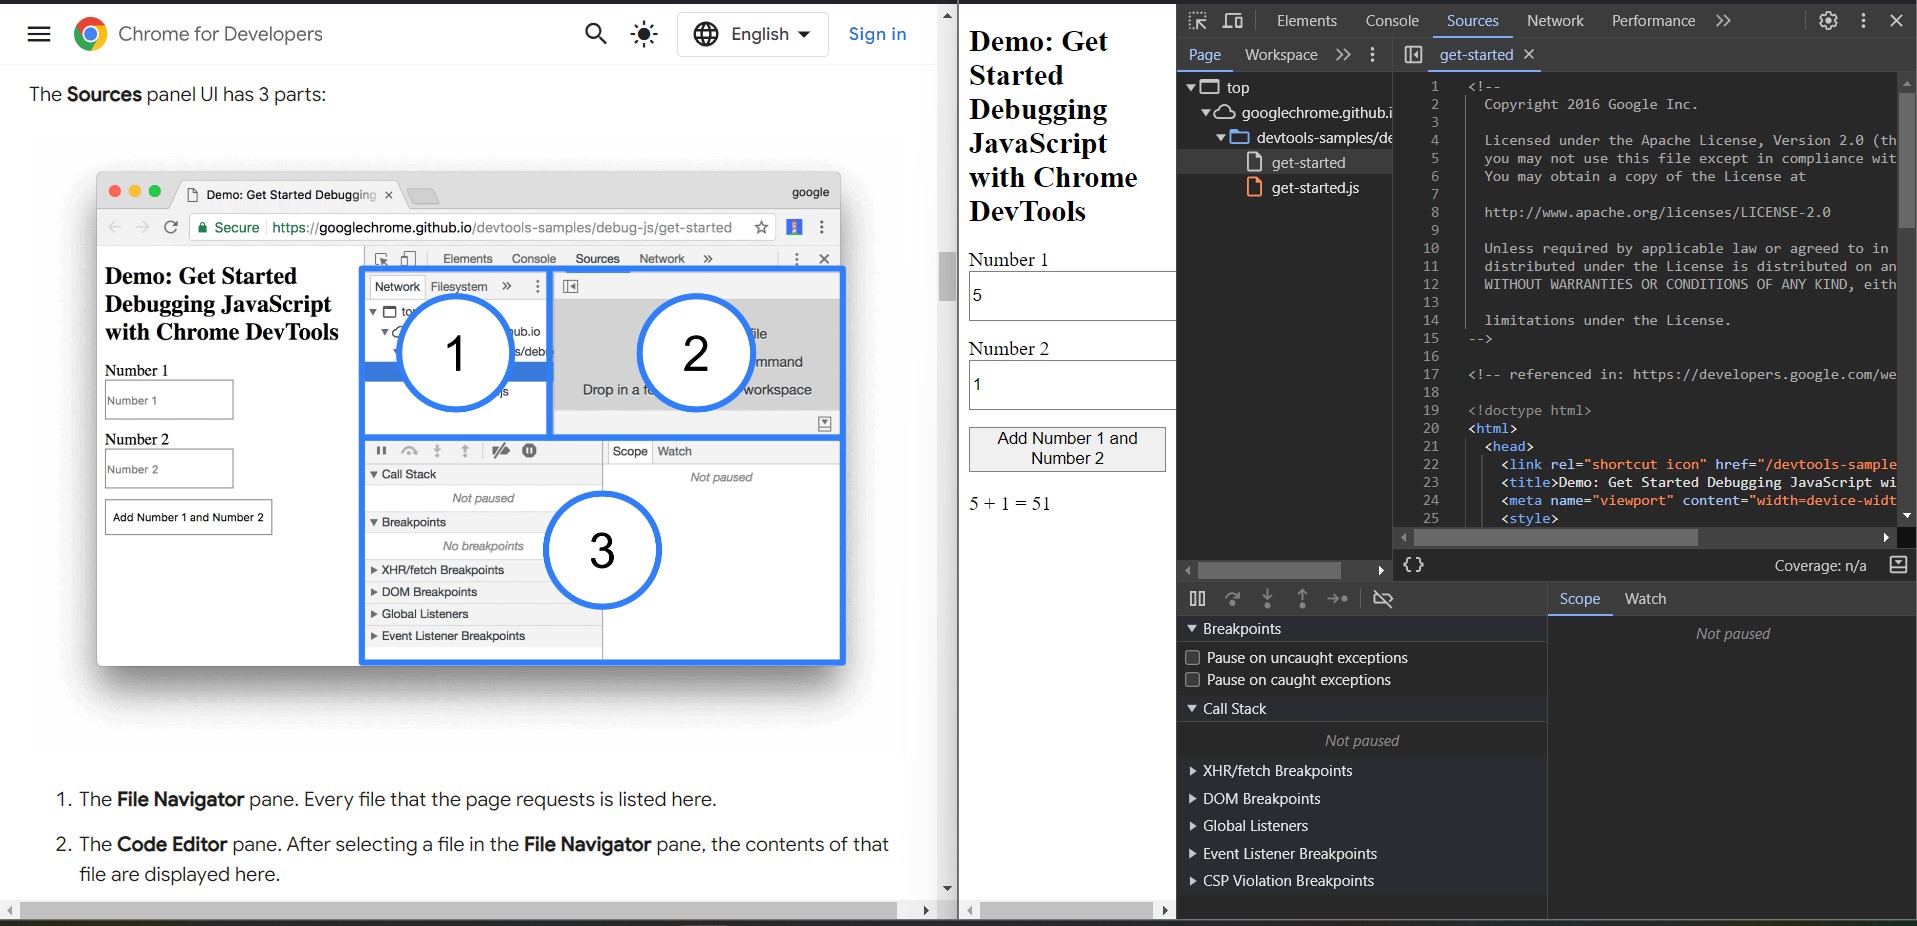 Chrome for Developers
English
Sign in
The Sources panel UI has 3 parts:
Demo: Get Started Debugging
google
Secure
https://googlechrome.github.io/devtools-samples/debug-js/get-started
Demo: Get Started
Debugging JavaScript
with Chrome DevTools
Number 1
Number 1
Number 2
Number 2
Add Number 1 and Number 2
Elements Console Sources Network »
Network Filesystem »
1
2
Drop in a
workspace
Call Stack
Not paused
Breakpoints
No breakpoints
XHR/fetch Breakpoints
DOM Breakpoints
Global Listeners
Event Listener Breakpoints
Scope Watch
Not paused
3
1. The File Navigator pane. Every file that the page requests is listed here.
2. The Code Editor pane. After selecting a file in the File Navigator pane, the contents of that
file are displayed here.
Demo: Get
Started
Debugging
JavaScript
with Chrome
DevTools
Number 1
5
Number 2
1
Add Number 1 and
Number 2
5 + 1 = 51
Elements Console Sources Network Performance »
Page Workspace »
get-started
top
googlechrome.github.i
devtools-samples/de
get-started
get-started.js
1 <!--
2 Copyright 2016 Google Inc.
3
4 Licensed under the Apache License, Version 2.0 (th
5 you may not use this file except in compliance wit
6 You may obtain a copy of the License at
7
8 http://www.apache.org/licenses/LICENSE-2.0
9
10 Unless required by applicable law or agreed to in
11 distributed under the License is distributed on an
12 WITHOUT WARRANTIES OR CONDITIONS OF ANY KIND, eith
13
14 limitations under the License.
15 -->
16
17 <!-- referenced in: https://developers.google.com/we
18
19 <!doctype html>
20 <html>
21 <head>
22 <link rel="shortcut icon" href="/devtools-sample
23 <title>Demo: Get Started Debugging JavaScript wi
24 <meta name="viewport" content="width=device-widt
25 <style>
{} Coverage: n/a
Breakpoints
Pause on uncaught exceptions
Pause on caught exceptions
Call Stack
Not paused
XHR/fetch Breakpoints
DOM Breakpoints
Global Listeners
Event Listener Breakpoints
CSP Violation Breakpoints
Scope Watch
Not paused